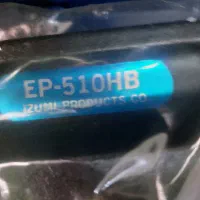 EP-510HB
IZUMI PRODUCTS CO.